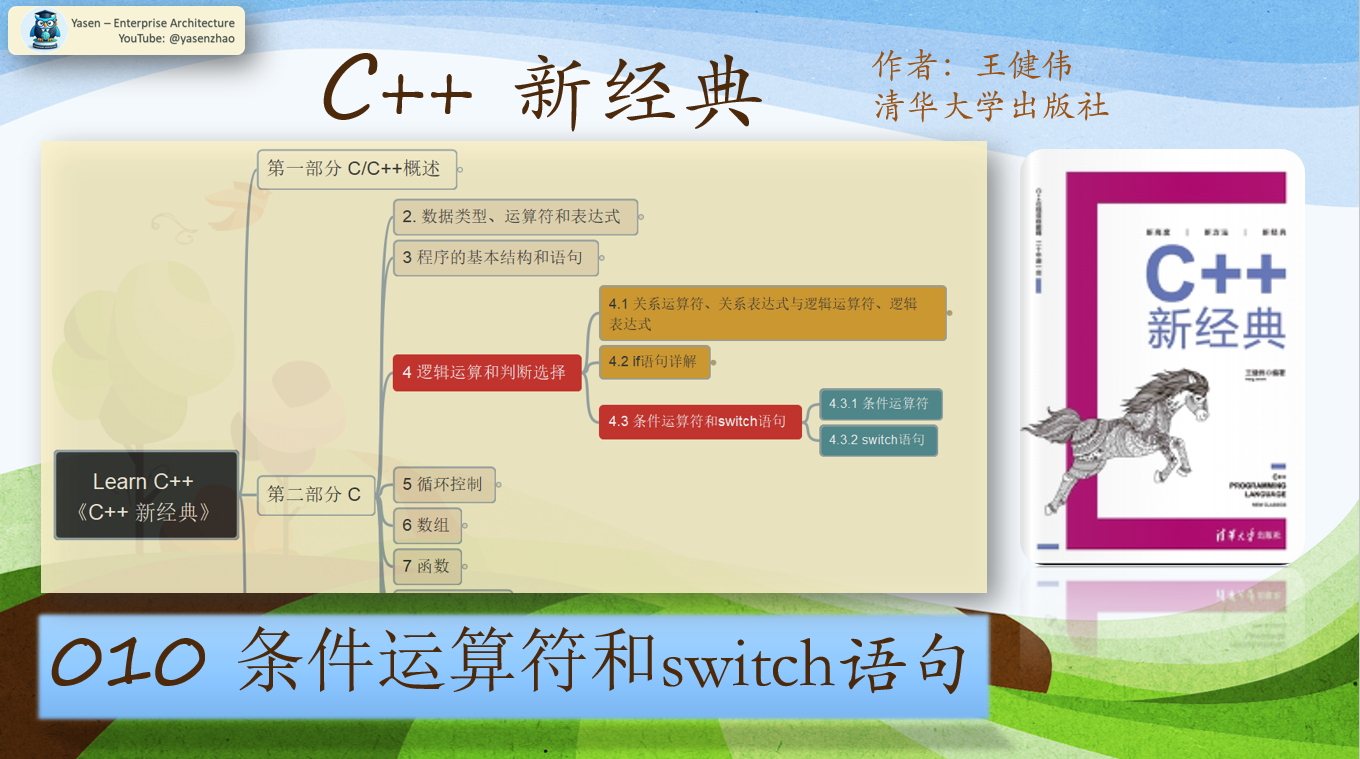 Yasen – Enterprise Architecture
YouTube: @yasenzhao
C++ 新经典
作者：王健伟
清华大学出版社
第一部分 C/C++概述
2. 数据类型、运算符和表达式
3 程序的基本结构和语句
4.1 关系运算符、关系表达式与逻辑运算符、逻辑
表达式
4.2 if语句详解
4 逻辑运算和判断选择
4.3 条件运算符和switch语句
4.3.1 条件运算符
4.3.2 switch语句
Learn C++
《C++ 新经典》
第二部分 C
5 循环控制
6 数组
7 函数
新高度 | 新方法 | 新经典
C++
新经典
王健伟◎编著
C++
PROGRAMMING
LANGUAGE
NEW CLASSICS
清华大学出版社
010 条件运算符和switch语句